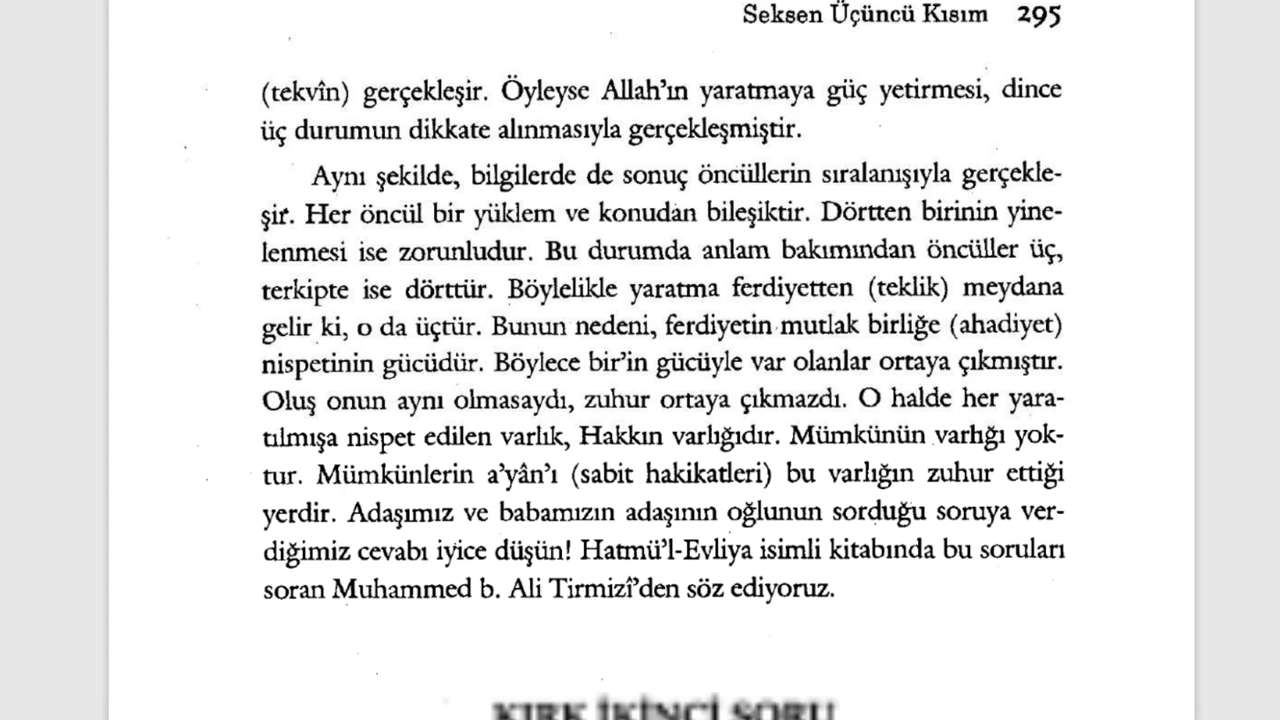 Seksen Üçüncü Kısım 295
(tekvîn) gerçekleşir. Öyleyse Allah'ın yaratmaya güç yetirmesi, dince
üç durumun dikkate alınmasıyla gerçekleşmiştir.
Aynı şekilde, bilgilerde de sonuç öncüllerin sıralanışıyla gerçekle-
şir. Her öncül bir yüklem ve konudan bileşiktir. Dörtten birinin yine-
lenmesi ise zorunludur. Bu durumda anlam bakımından öncüller üç,
terkipte ise dörttür. Böylelikle yaratma ferdiyetten (teklik) meydana
gelir ki, o da üçtür. Bunun nedeni, ferdiyetin mutlak birliğe (ahadiyet)
nispetinin gücüdür. Böylece bir'in gücüyle var olanlar ortaya çıkmıştır.
Oluş onun aynı olmasaydı, zuhur ortaya çıkmazdı. O halde her yara-
tılmışa nispet edilen varlık, Hakkın varlığıdır. Mümkünün varlığı yok-
tur. Mümkünlerin a'yân'ı (sabit hakikatleri) bu varlığın zuhur ettiği
yerdir. Adaşımız ve babamızın adaşının oğlunun sorduğu soruya ver-
diğimiz cevabı iyice düşün! Hatmü'l-Evliya isimli kitabında bu soruları
soran Muhammed b. Ali Tirmizî'den söz ediyoruz.
KIRK İKİNCİ SORU